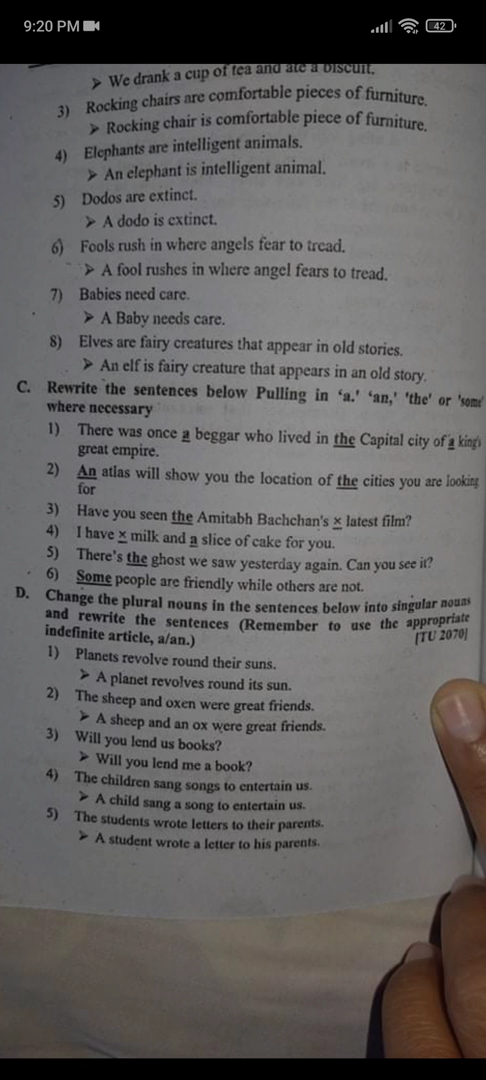 9:20 PM
42
➤ We drank a cup of tea and ate a biscuit.
3) Rocking chairs are comfortable pieces of furniture.
➤ Rocking chair is comfortable piece of furniture.
4) Elephants are intelligent animals.
➤ An elephant is intelligent animal.
5) Dodos are extinct.
➤ A dodo is extinct.
6) Fools rush in where angels fear to tread.
➤ A fool rushes in where angel fears to tread.
7) Babies need care.
➤ A Baby needs care.
8) Elves are fairy creatures that appear in old stories.
➤ An elf is fairy creature that appears in an old story.
C. Rewrite the sentences below Pulling in 'a.' 'an,' 'the' or 'some'
where necessary
1) There was once a beggar who lived in the Capital city of a king's
great empire.
2) An atlas will show you the location of the cities you are looking
for
3) Have you seen the Amitabh Bachchan's x latest film?
4) I have x milk and a slice of cake for you.
5) There's the ghost we saw yesterday again. Can you see it?
6) Some people are friendly while others are not.
D. Change the plural nouns in the sentences below into singular nouns
and rewrite the sentences (Remember to use the appropriate
indefinite article, a/an.) [TU 2070]
1) Planets revolve round their suns.
➤ A planet revolves round its sun.
2) The sheep and oxen were great friends.
➤ A sheep and an ox were great friends.
3) Will you lend us books?
➤ Will you lend me a book?
4) The children sang songs to entertain us.
➤ A child sang a song to entertain us.
5) The students wrote letters to their parents.
➤ A student wrote a letter to his parents.